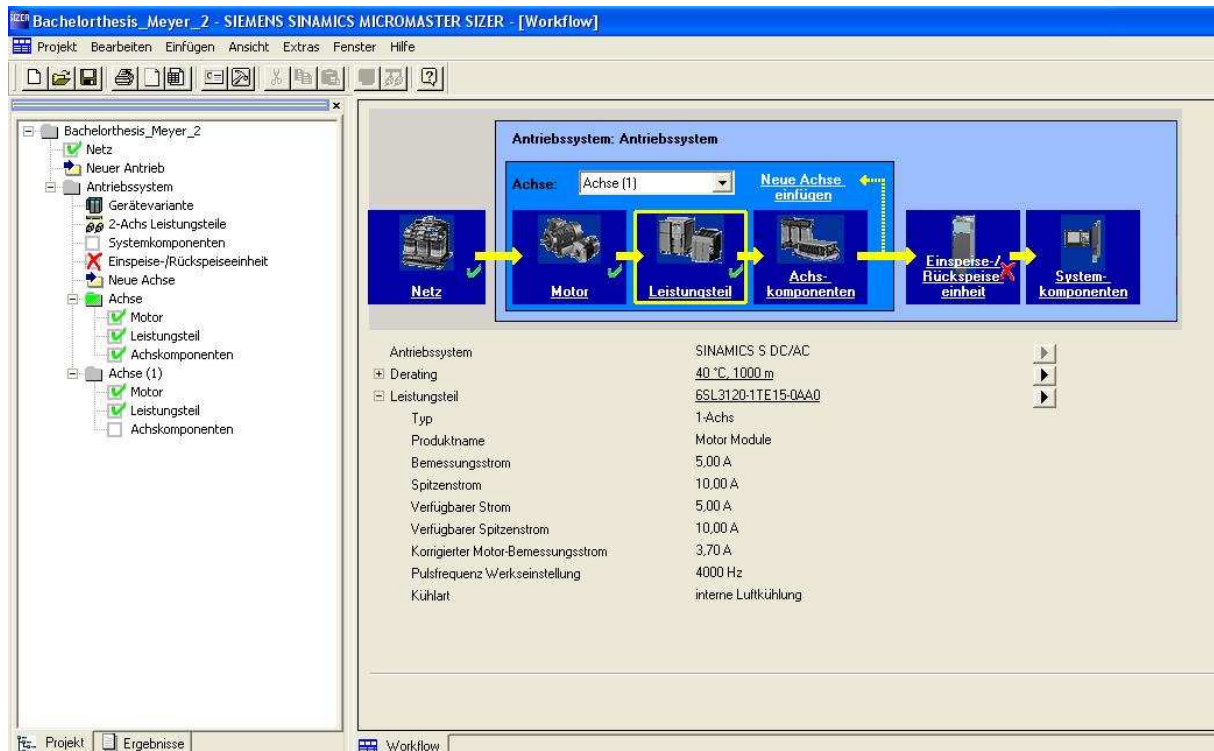 Bachelorthesis_Meyer_2 - SIEMENS SINAMICS MICROMASTER SIZER - [Workflow]
Projekt Bearbeiten Einfügen Ansicht Extras Fenster Hilfe
Bachelorthesis_Meyer_2
Netz
Neuer Antrieb
Antriebssystem
Gerätevariante
2-Achs Leistungsteile
Systemkomponenten
Einspeise-/Rückspeiseeinheit
Neue Achse
Achse
Motor
Leistungsteil
Achskomponenten
Achse (1)
Motor
Leistungsteil
Achskomponenten
Projekt Ergebnisse
Antriebssystem: Antriebssystem
Achse: Achse (1)
Neue Achse
einfügen
Netz
Motor
Leistungsteil
Achs-
komponenten
Einspeise-/
Rückspeise
einheit
System-
komponenten
Antriebssystem SINAMICS S DC/AC
Derating 40 °C, 1000 m
Leistungsteil 6SL3120-1TE15-0AA0
Typ 1-Achs
Produktname Motor Module
Bemessungsstrom 5,00 A
Spitzenstrom 10,00 A
Verfügbarer Strom 5,00 A
Verfügbarer Spitzenstrom 10,00 A
Korrigierter Motor-Bemessungsstrom 3,70 A
Pulsfrequenz Werkseinstellung 4000 Hz
Kühlart interne Luftkühlung
Workflow